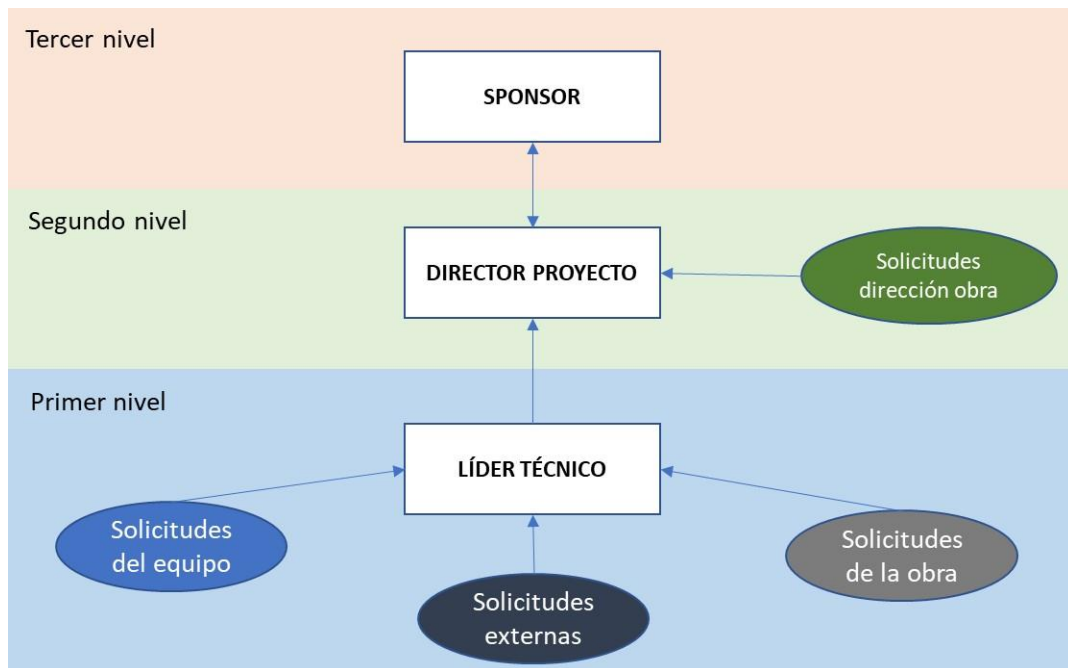 Tercer nivel
SPONSOR
Segundo nivel
DIRECTOR PROYECTO
Solicitudes
dirección obra
Primer nivel
LÍDER TÉCNICO
Solicitudes
del equipo
Solicitudes
externas
Solicitudes
de la obra